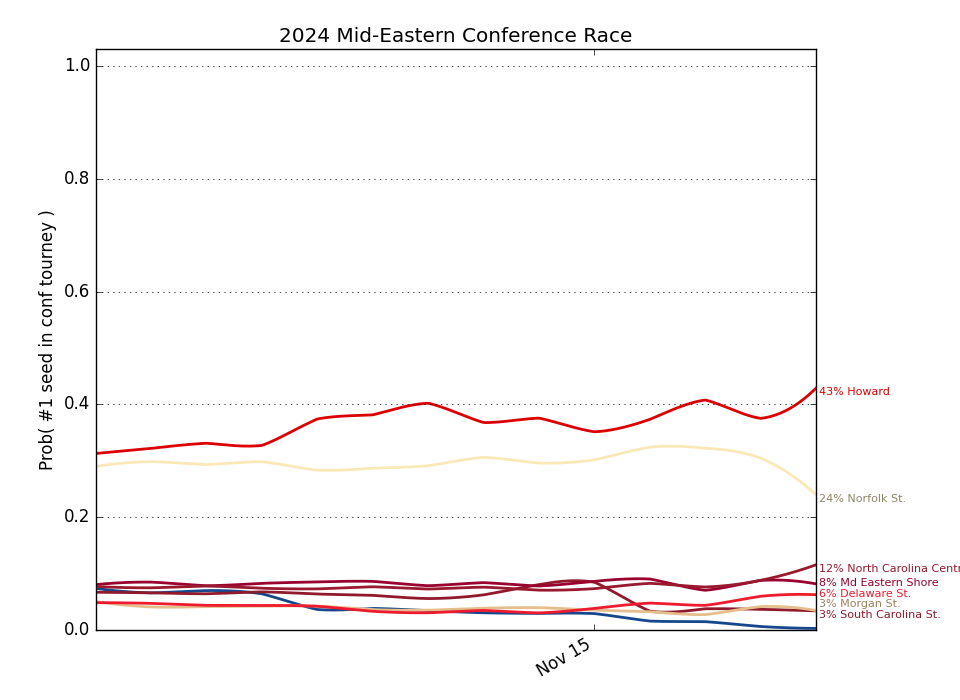 2024 Mid-Eastern Conference Race
Prob( #1 seed in conf tourney )
1.0
0.8
0.6
0.4
0.2
0.0
Nov 15
43% Howard
24% Norfolk St.
12% North Carolina Centr
8% Md Eastern Shore
6% Delaware St.
3% Morgan St.
3% South Carolina St.